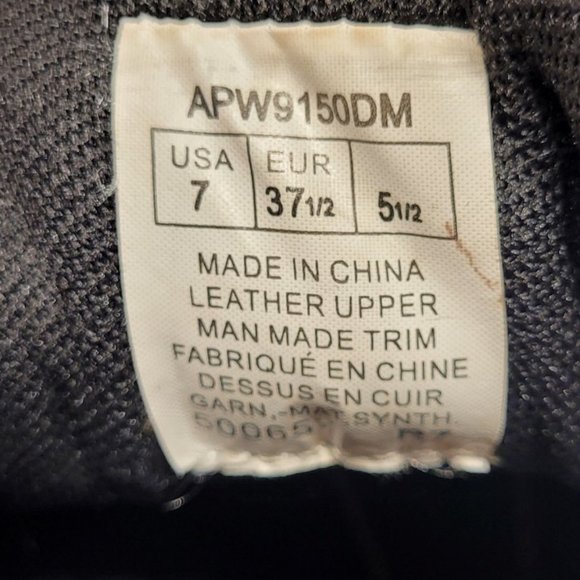 APW9150DM
USA EUR
7 37 1/2 5 1/2
MADE IN CHINA
LEATHER UPPER
MAN MADE TRIM
FABRIQUÉ EN CHINE
DESSUS EN CUIR
GARN.-MAT.SYNTH.